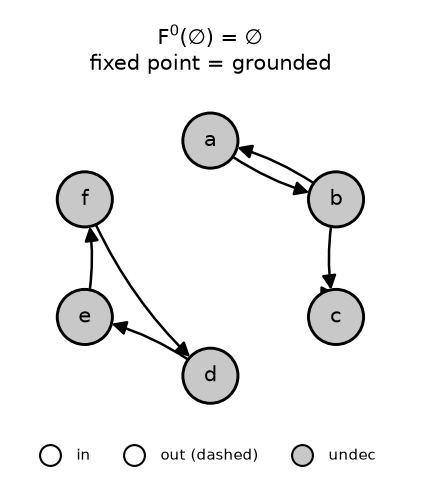 F⁰(∅) = ∅
fixed point = grounded
a
b
f
e
c
d
in
out (dashed)
undec